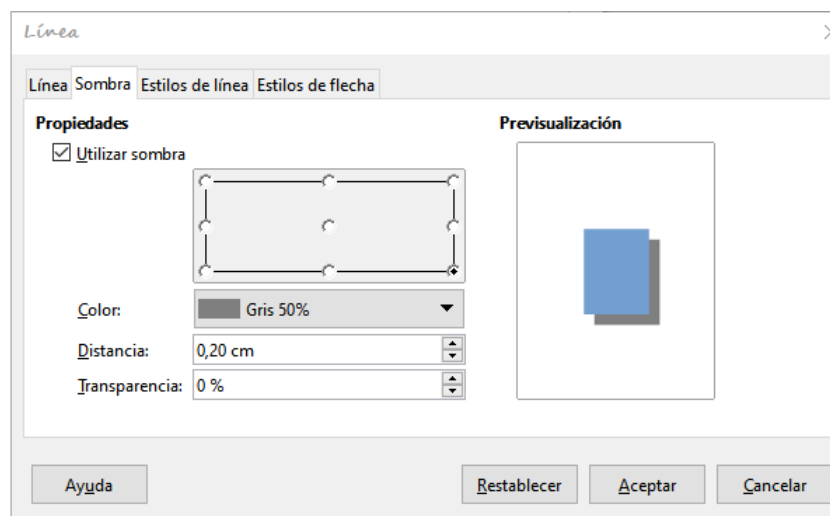 Línea
Línea Sombra Estilos de línea Estilos de flecha
Propiedades
Previsualización
Utilizar sombra
Color: Gris 50%
Distancia: 0,20 cm
Transparencia: 0 %
Ayuda Restablecer Aceptar Cancelar